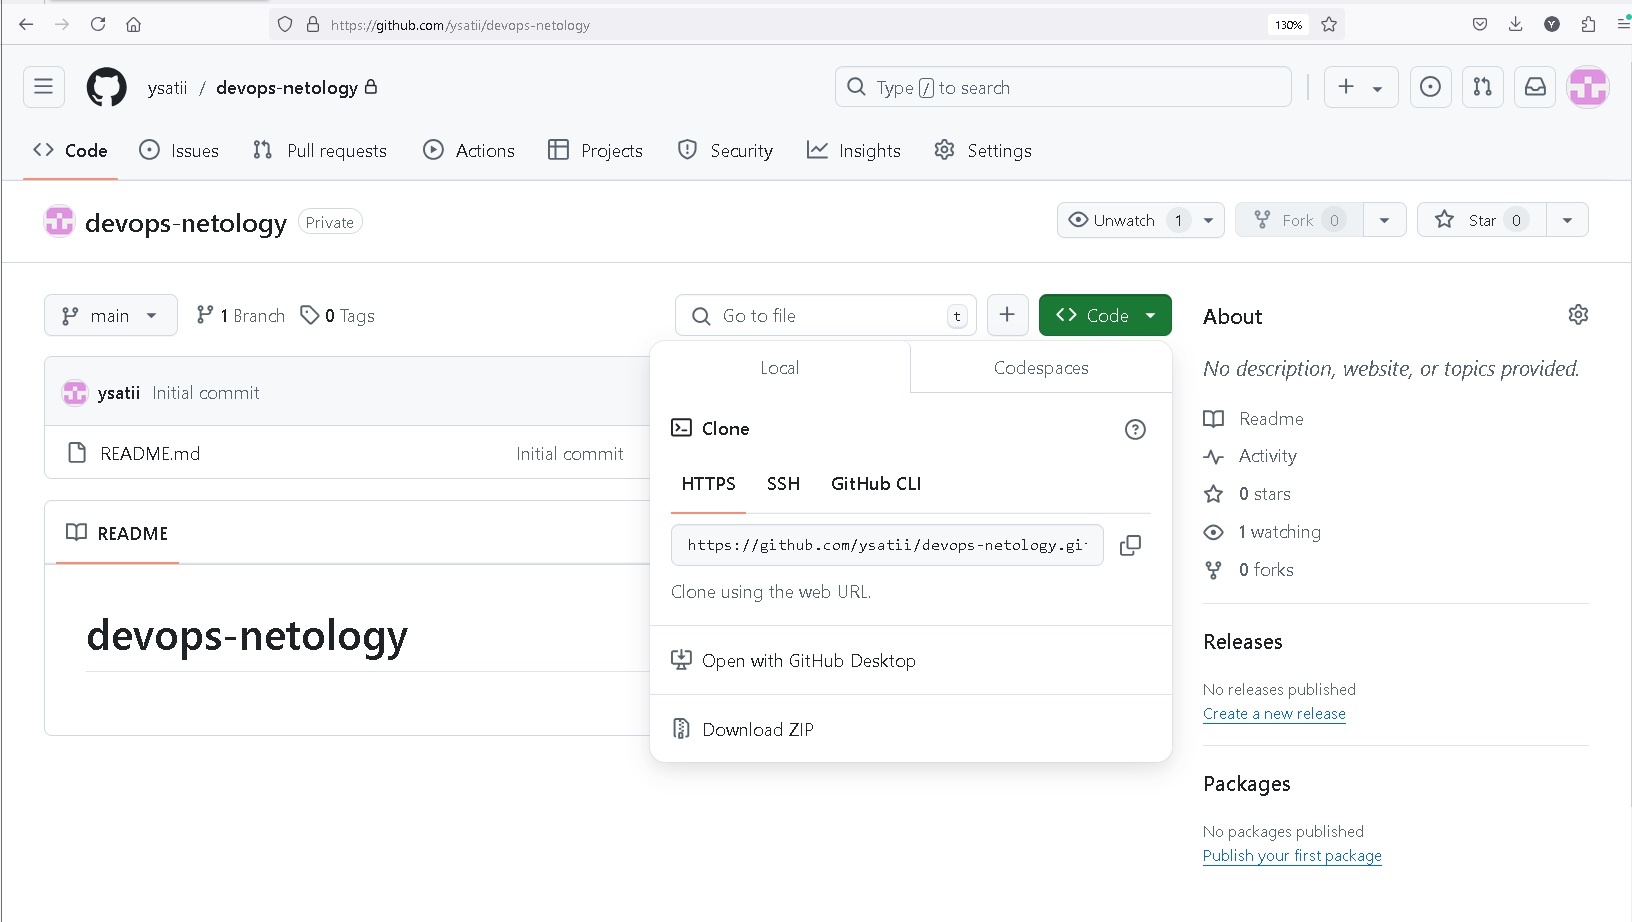 https://github.com/ysatii/devops-netology
130%
Y
ysatii / devops-netology
Type / to search
Code Issues Pull requests Actions Projects Security Insights Settings
devops-netology Private
Unwatch 1
Fork 0
Star 0
main
1 Branch
0 Tags
Go to file t
Code
ysatii Initial commit
README.md Initial commit
README
devops-netology
Local
Codespaces
Clone
HTTPS SSH GitHub CLI
https://github.com/ysatii/devops-netology.gi
Clone using the web URL.
Open with GitHub Desktop
Download ZIP
About
No description, website, or topics provided.
Readme
Activity
0 stars
1 watching
0 forks
Releases
No releases published
Create a new release
Packages
No packages published
Publish your first package